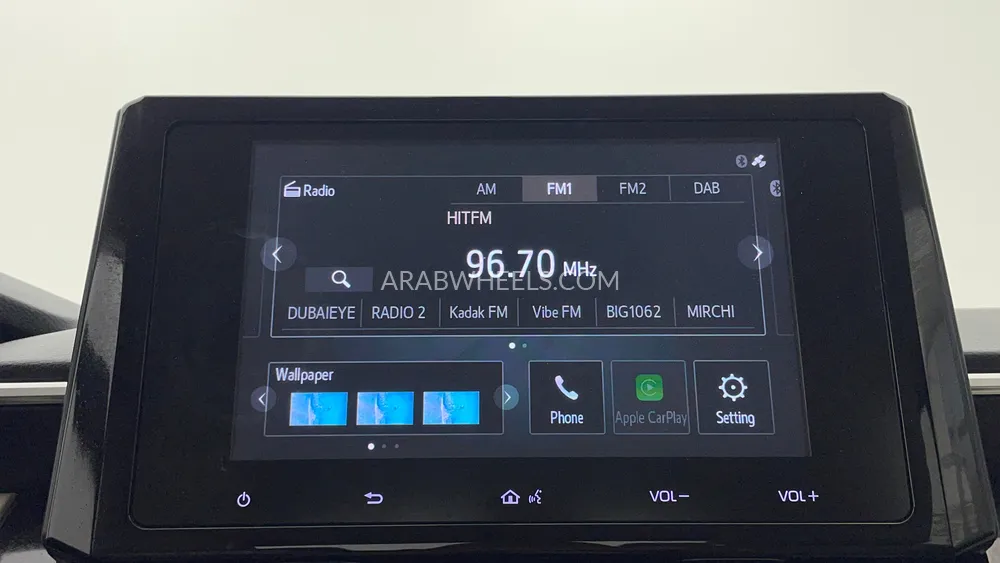 Radio AM FM1 FM2 DAB
HITFM
96.70 MHz
ARABWHEELS.COM
DUBAIEYE RADIO 2 Kadak FM Vibe FM BIG1062 MIRCHI
Wallpaper
Phone Apple CarPlay Setting
VOL− VOL+